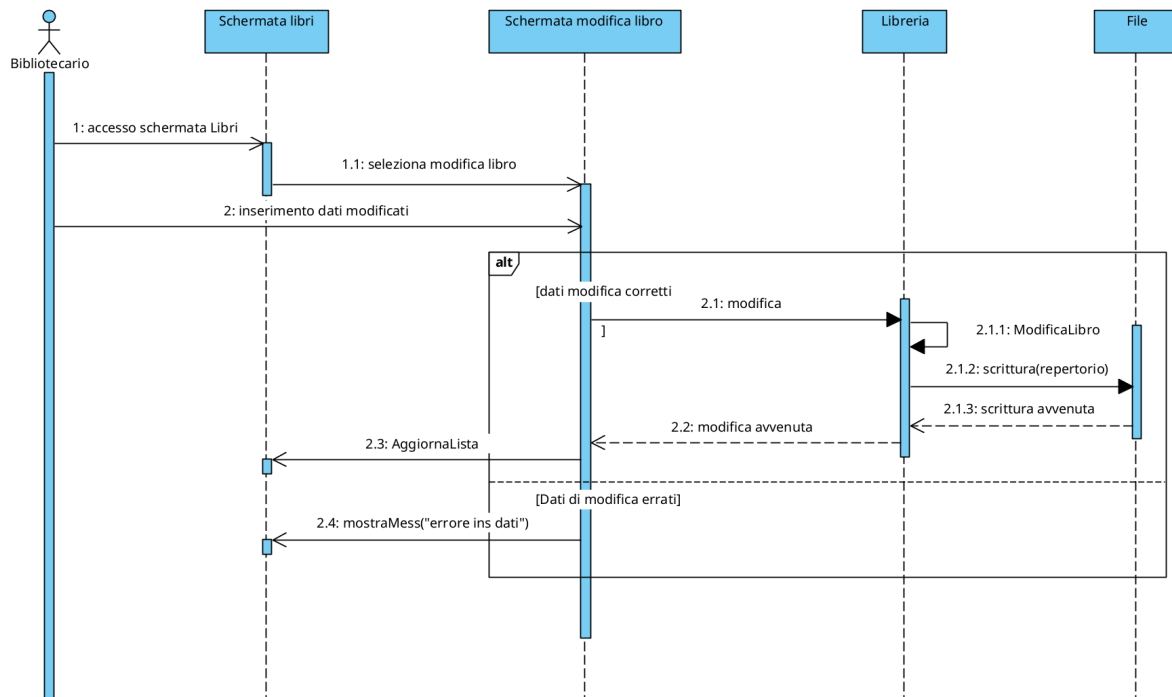 Schermata libri
Schermata modifica libro
Libreria
File
Bibliotecario
1: accesso schermata Libri
1.1: seleziona modifica libro
2: inserimento dati modificati
alt
[dati modifica corretti
]
2.1: modifica
2.1.1: ModificaLibro
2.1.2: scrittura(repertorio)
2.1.3: scrittura avvenuta
2.2: modifica avvenuta
2.3: AggiornaLista
[Dati di modifica errati]
2.4: mostraMess("errore ins dati")